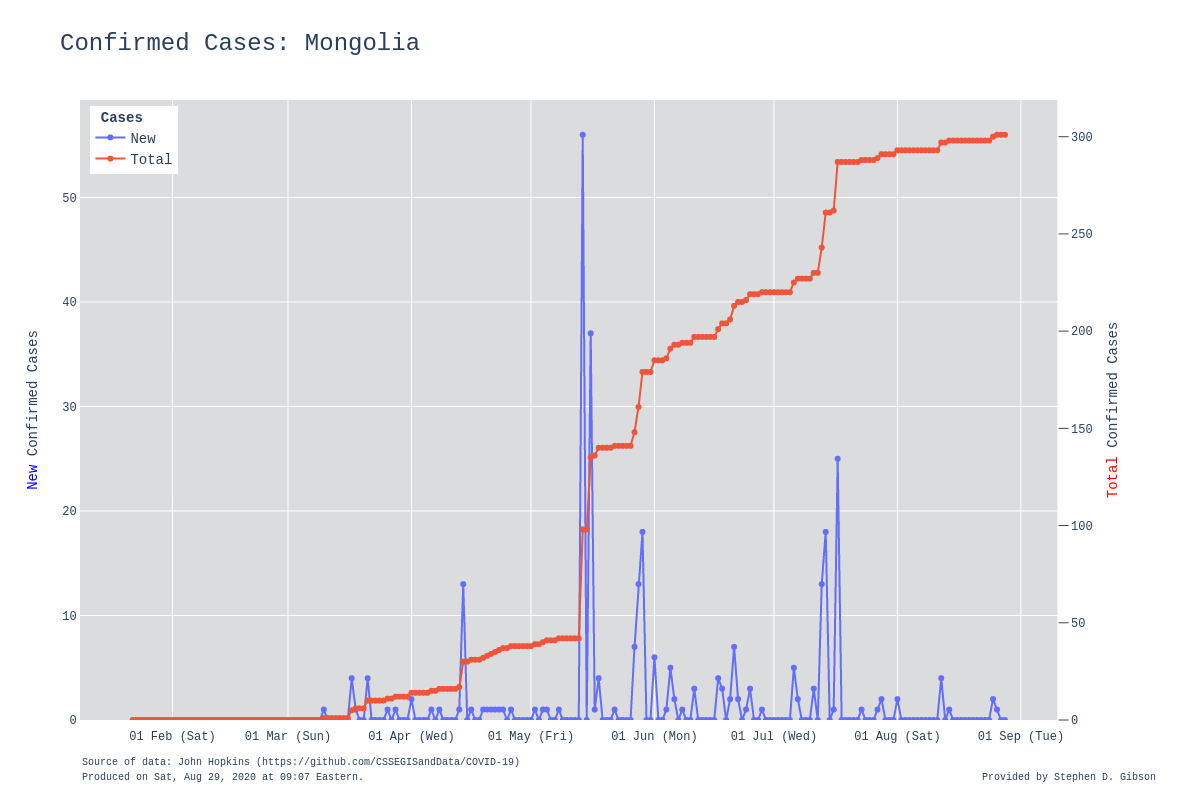 Confirmed Cases: Mongolia
Cases
New
Total
50
40
30
20
10
0
New Confirmed Cases
300
250
200
150
100
50
0
Total Confirmed Cases
01 Feb (Sat)
01 Mar (Sun)
01 Apr (Wed)
01 May (Fri)
01 Jun (Mon)
01 Jul (Wed)
01 Aug (Sat)
01 Sep (Tue)
Source of data: John Hopkins (https://github.com/CSSEGISandData/COVID-19)
Produced on Sat, Aug 29, 2020 at 09:07 Eastern.
Provided by Stephen D. Gibson